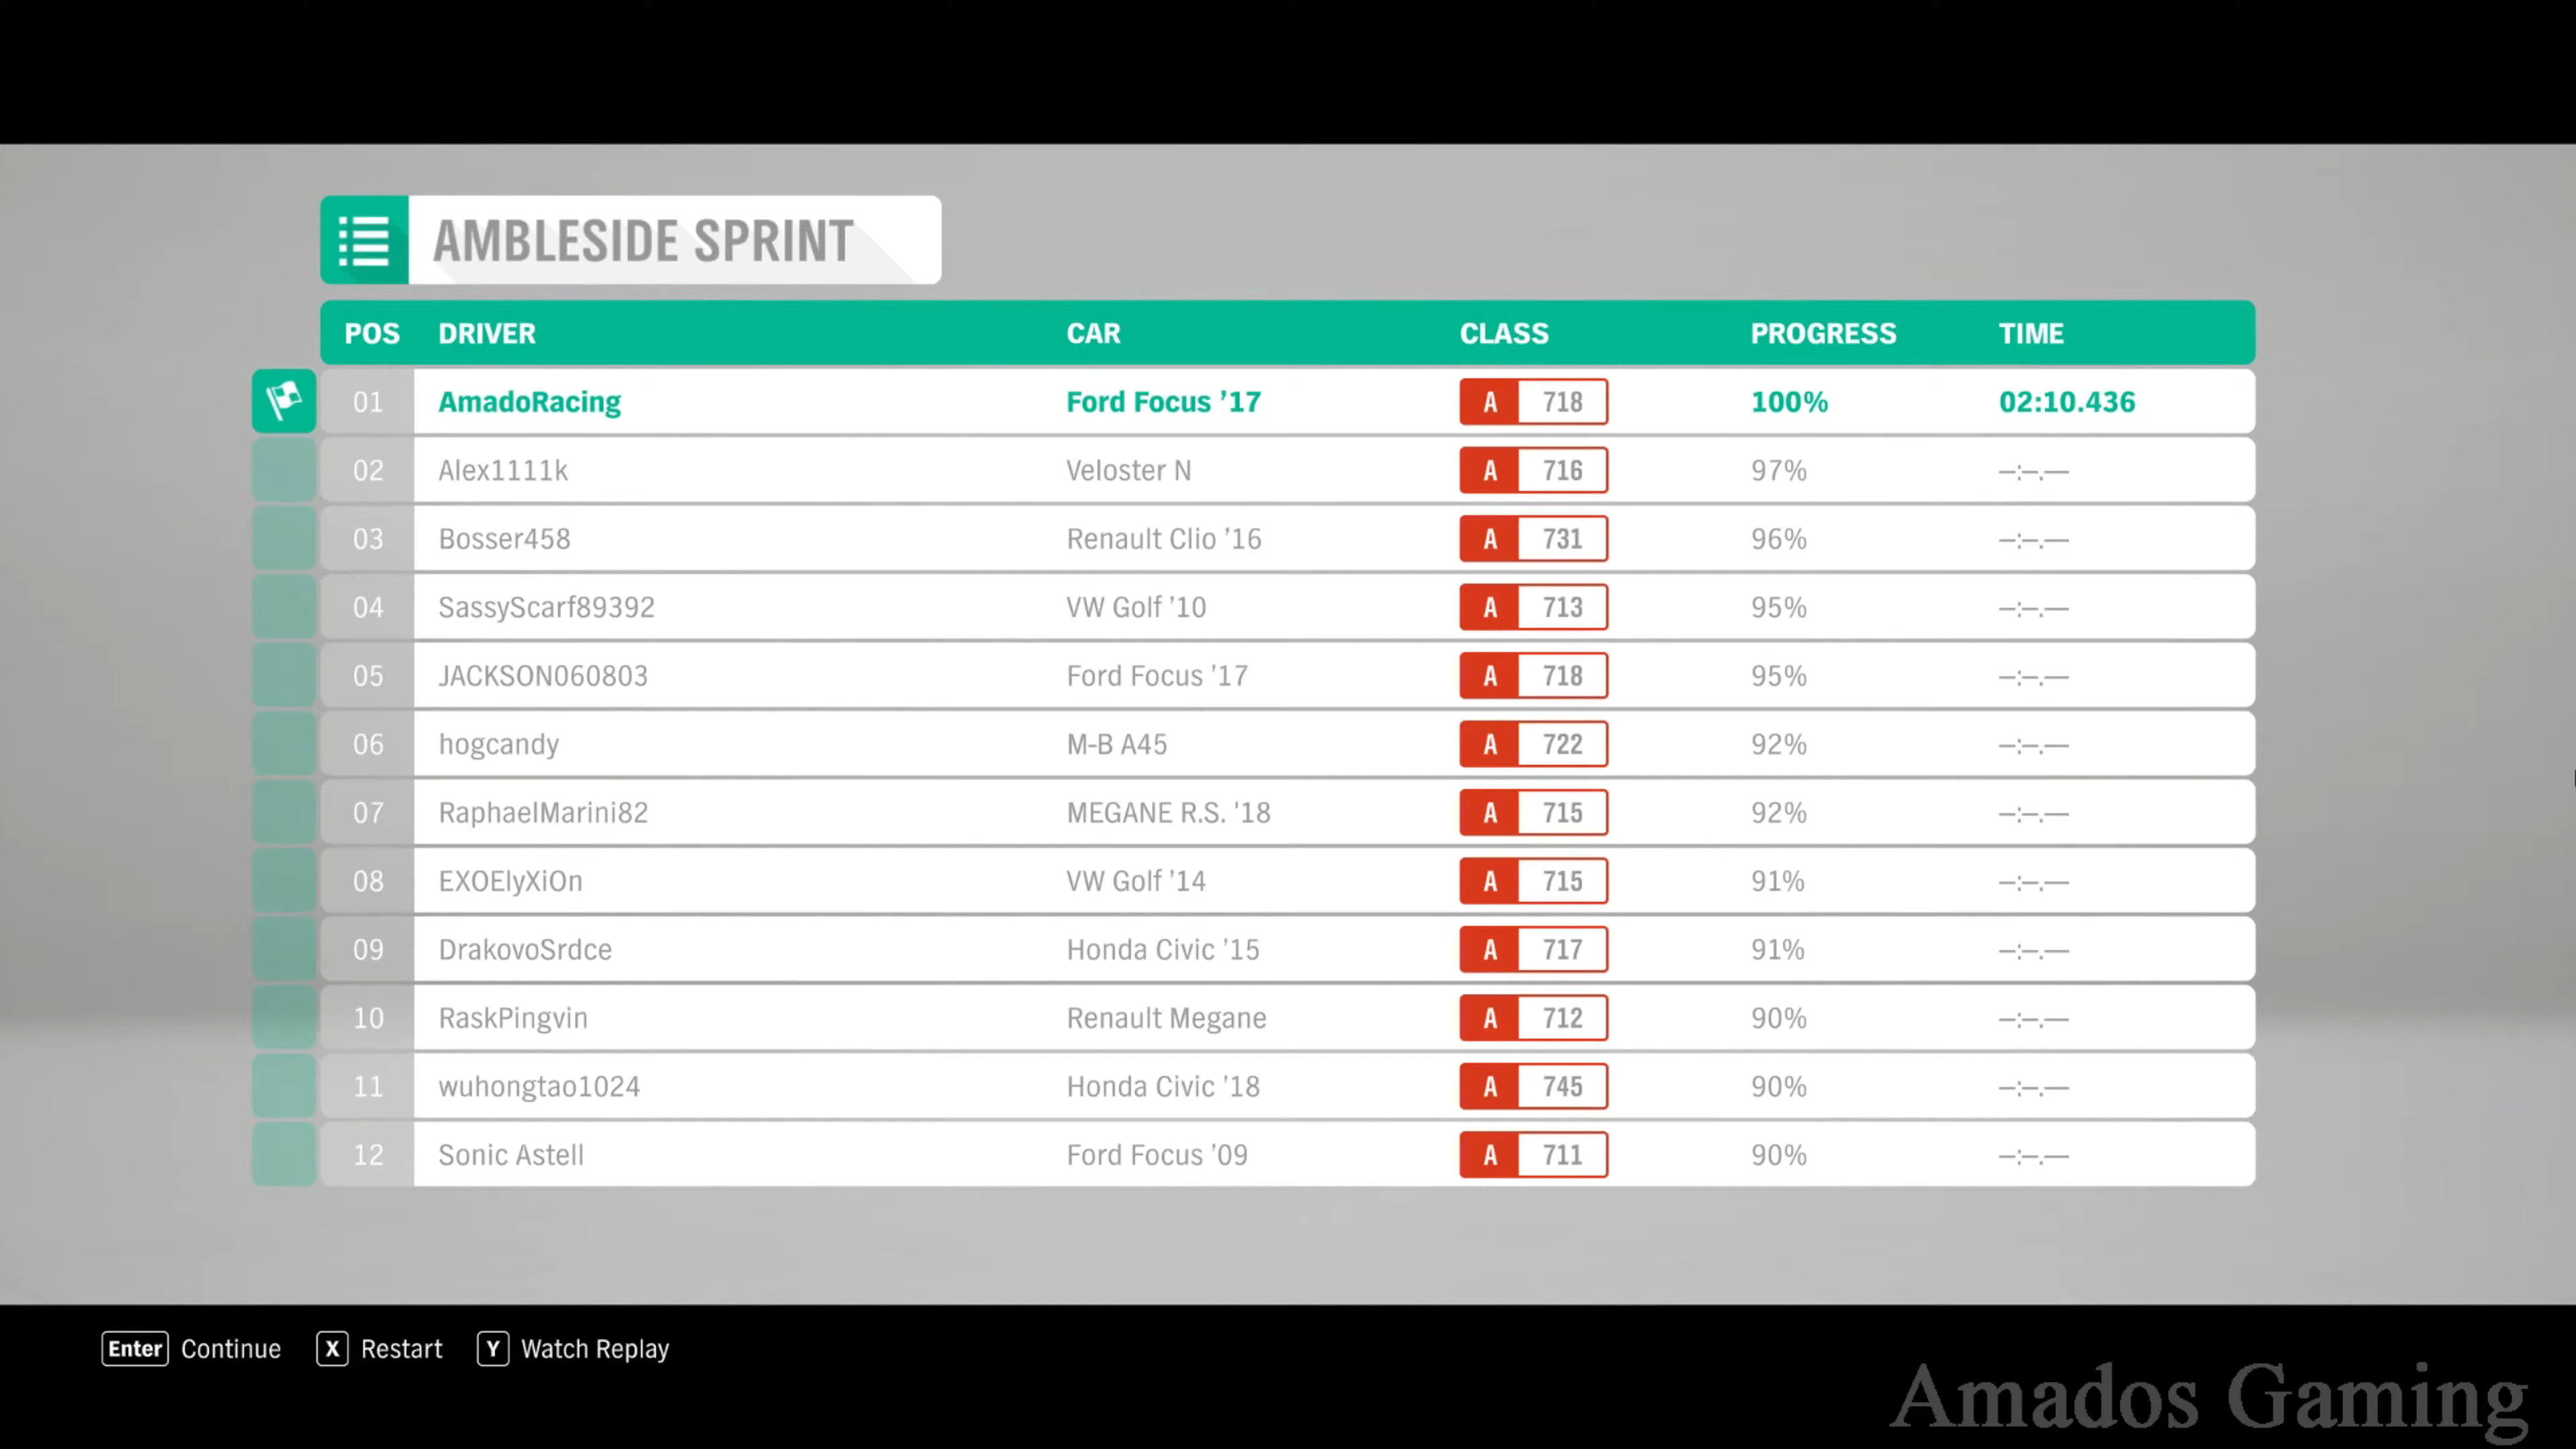 AMBLESIDE SPRINT
POS DRIVER CAR CLASS PROGRESS TIME
01 AmadoRacing Ford Focus ’17 A 718 100% 02:10.436
02 Alex1111k Veloster N A 716 97% –:–.––
03 Bosser458 Renault Clio ’16 A 731 96% –:–.––
04 SassyScarf89392 VW Golf ’10 A 713 95% –:–.––
05 JACKSON060803 Ford Focus ’17 A 718 95% –:–.––
06 hogcandy M-B A45 A 722 92% –:–.––
07 RaphaelMarini82 MEGANE R.S. '18 A 715 92% –:–.––
08 EXOElyXiOn VW Golf ’14 A 715 91% –:–.––
09 DrakovoSrdce Honda Civic ’15 A 717 91% –:–.––
10 RaskPingvin Renault Megane A 712 90% –:–.––
11 wuhongtao1024 Honda Civic ’18 A 745 90% –:–.––
12 Sonic Astell Ford Focus ’09 A 711 90% –:–.––
Enter Continue X Restart Y Watch Replay
Amados Gaming